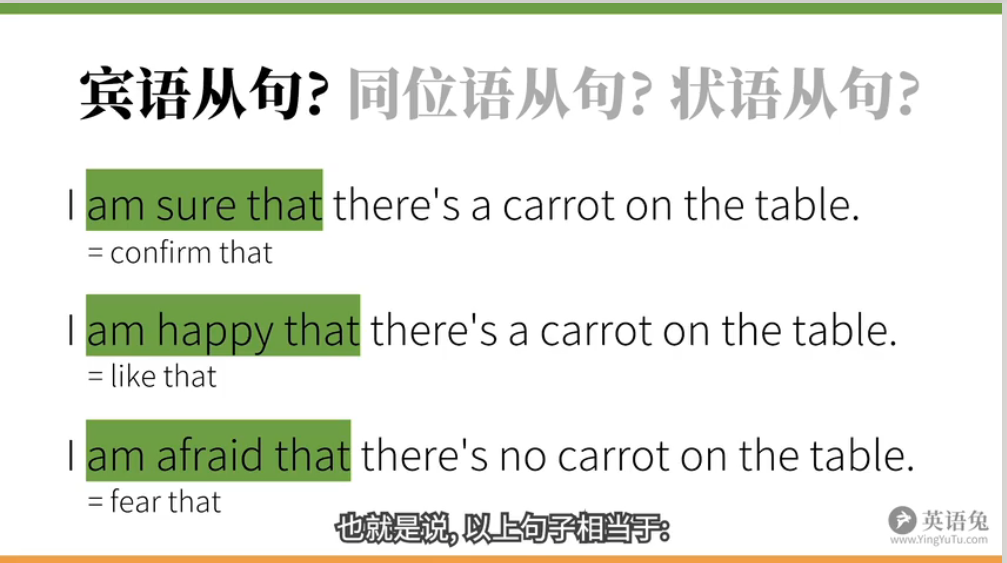 宾语从句? 同位语从句? 状语从句?
I am sure that there's a carrot on the table.
= confirm that
I am happy that there's a carrot on the table.
= like that
I am afraid that there's no carrot on the table.
= fear that
也就是说, 以上句子相当于:
英语兔
www.YingYuTu.com